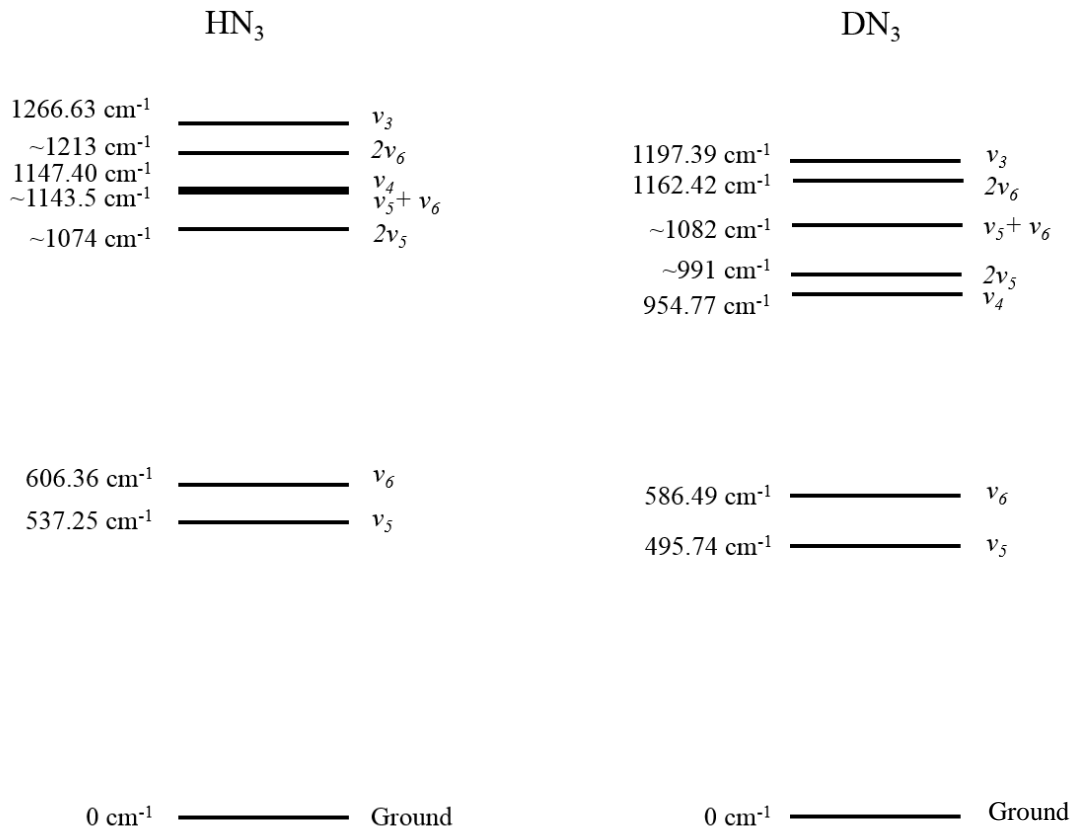 HN₃
1266.63 cm⁻¹ v₃
~1213 cm⁻¹ 2v₆
1147.40 cm⁻¹ v₄
~1143.5 cm⁻¹ v₅+ v₆
~1074 cm⁻¹ 2v₅
606.36 cm⁻¹ v₆
537.25 cm⁻¹ v₅
0 cm⁻¹ Ground
DN₃
1197.39 cm⁻¹ v₃
1162.42 cm⁻¹ 2v₆
~1082 cm⁻¹ v₅+ v₆
~991 cm⁻¹ 2v₅
954.77 cm⁻¹ v₄
586.49 cm⁻¹ v₆
495.74 cm⁻¹ v₅
0 cm⁻¹ Ground